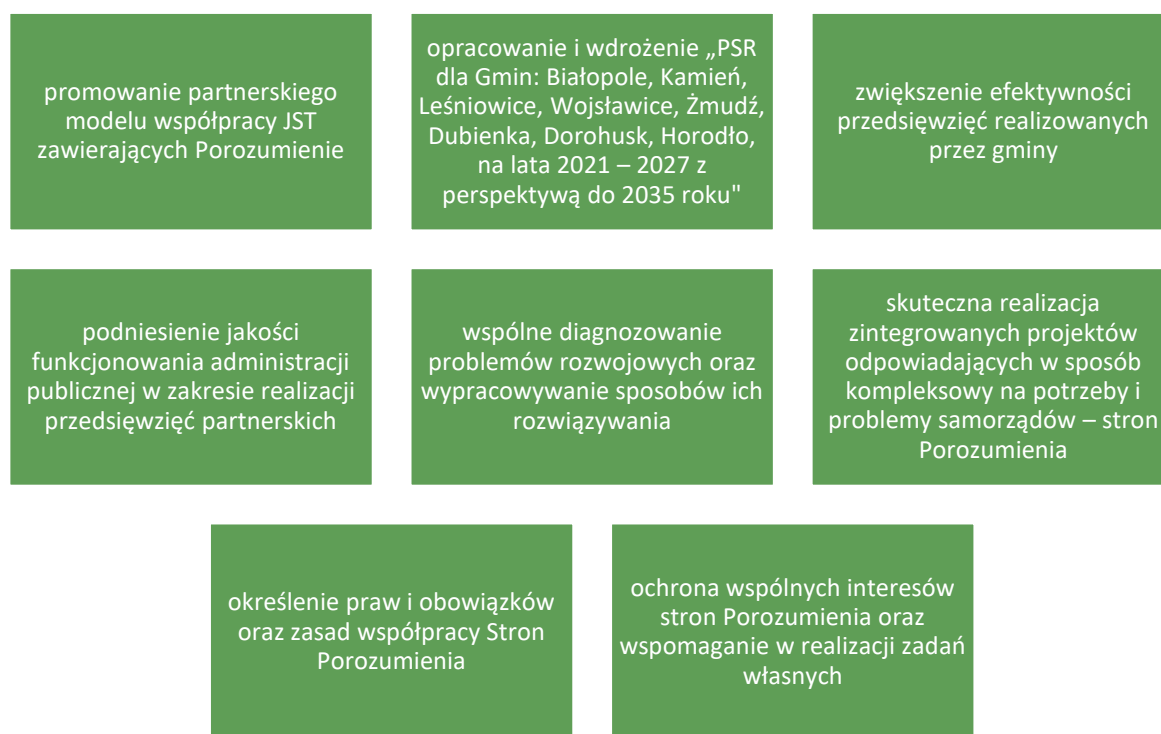 promowanie partnerskiego
modelu współpracy JST
zawierających Porozumienie
opracowanie i wdrożenie „PSR
dla Gmin: Białopole, Kamień,
Leśniowice, Wojsławice, Żmudź,
Dubienka, Dorohusk, Horodło,
na lata 2021 – 2027 z
perspektywą do 2035 roku"
zwiększenie efektywności
przedsięwzięć realizowanych
przez gminy
podniesienie jakości
funkcjonowania administracji
publicznej w zakresie realizacji
przedsięwzięć partnerskich
wspólne diagnozowanie
problemów rozwojowych oraz
wypracowywanie sposobów ich
rozwiązywania
skuteczna realizacja
zintegrowanych projektów
odpowiadających w sposób
kompleksowy na potrzeby i
problemy samorządów – stron
Porozumienia
określenie praw i obowiązków
oraz zasad współpracy Stron
Porozumienia
ochrona wspólnych interesów
stron Porozumienia oraz
wspomaganie w realizacji zadań
własnych